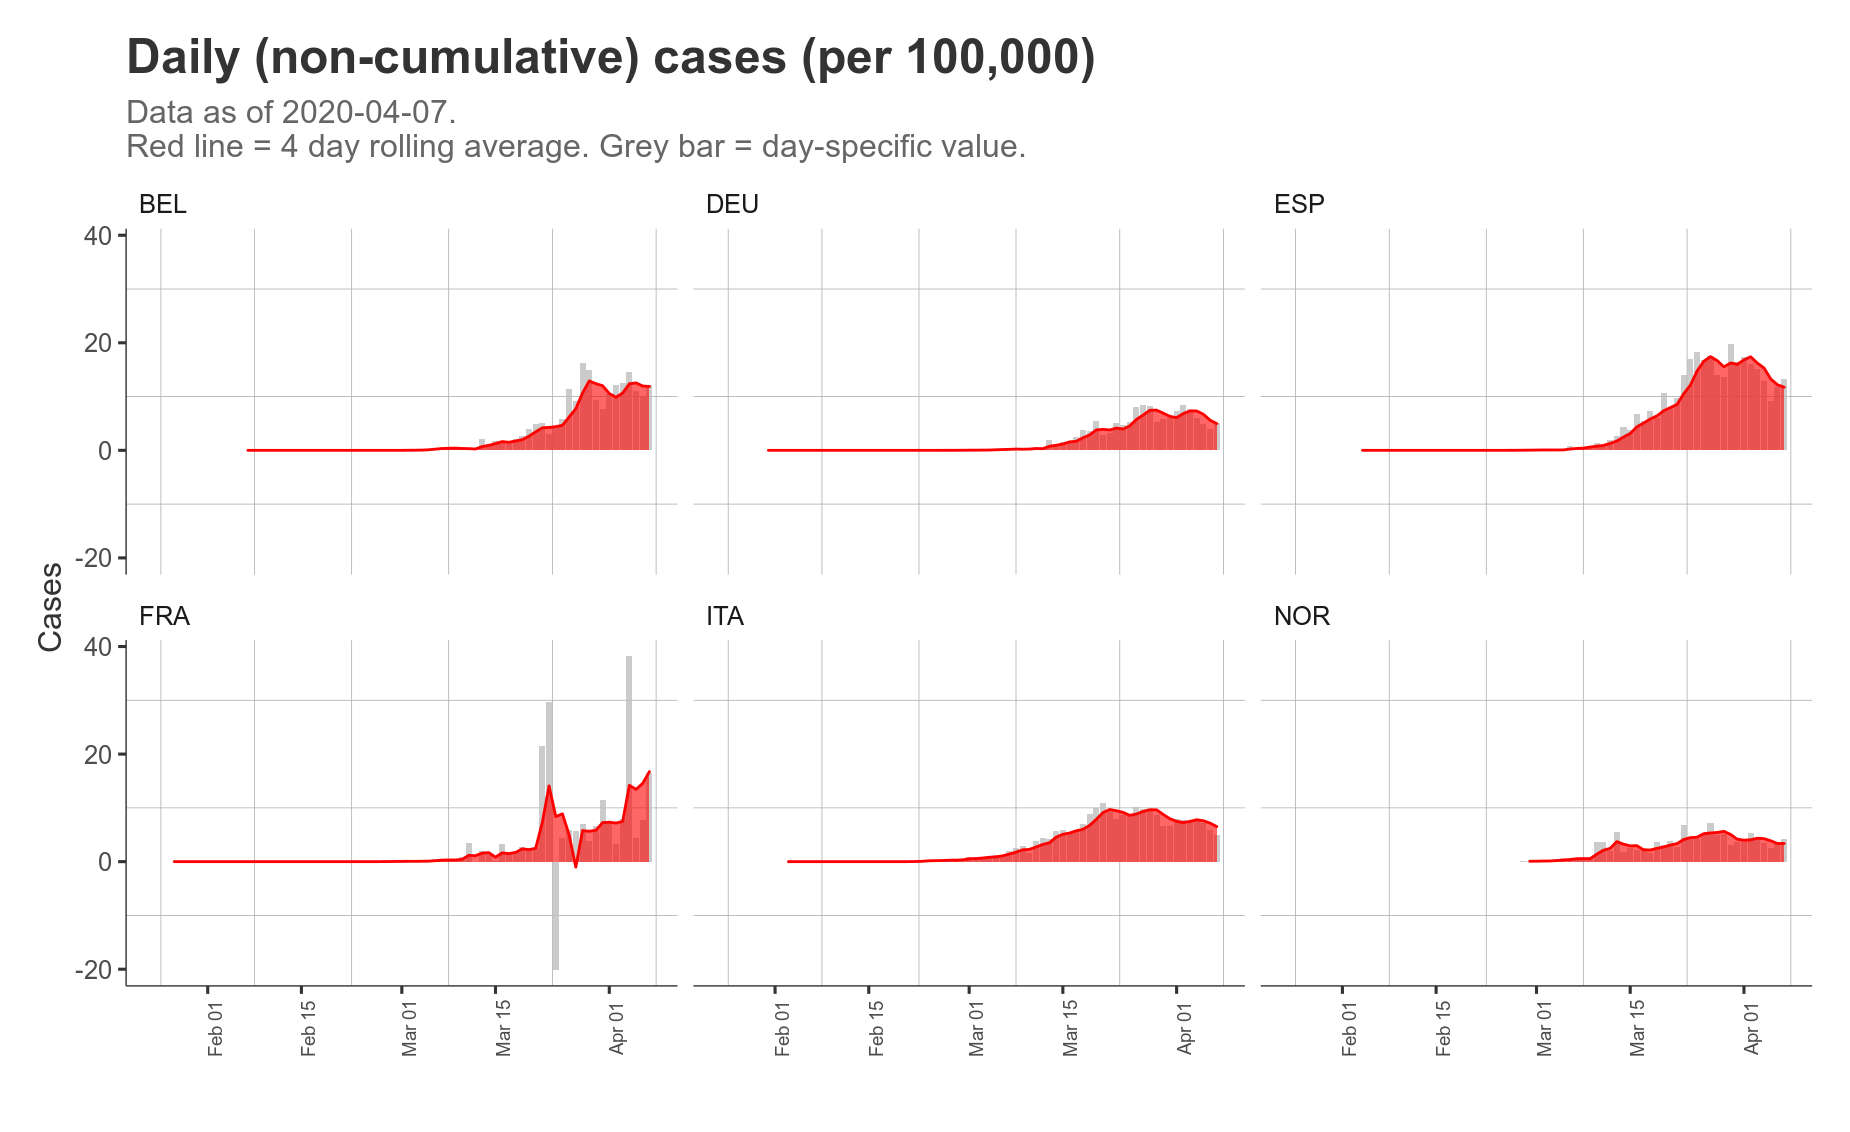 Daily (non-cumulative) cases (per 100,000)
Data as of 2020-04-07.
Red line = 4 day rolling average. Grey bar = day-specific value.
BEL
DEU
ESP
40
20
0
-20
Cases
FRA
ITA
NOR
40
20
0
-20
Feb 01
Feb 15
Mar 01
Mar 15
Apr 01
Feb 01
Feb 15
Mar 01
Mar 15
Apr 01
Feb 01
Feb 15
Mar 01
Mar 15
Apr 01